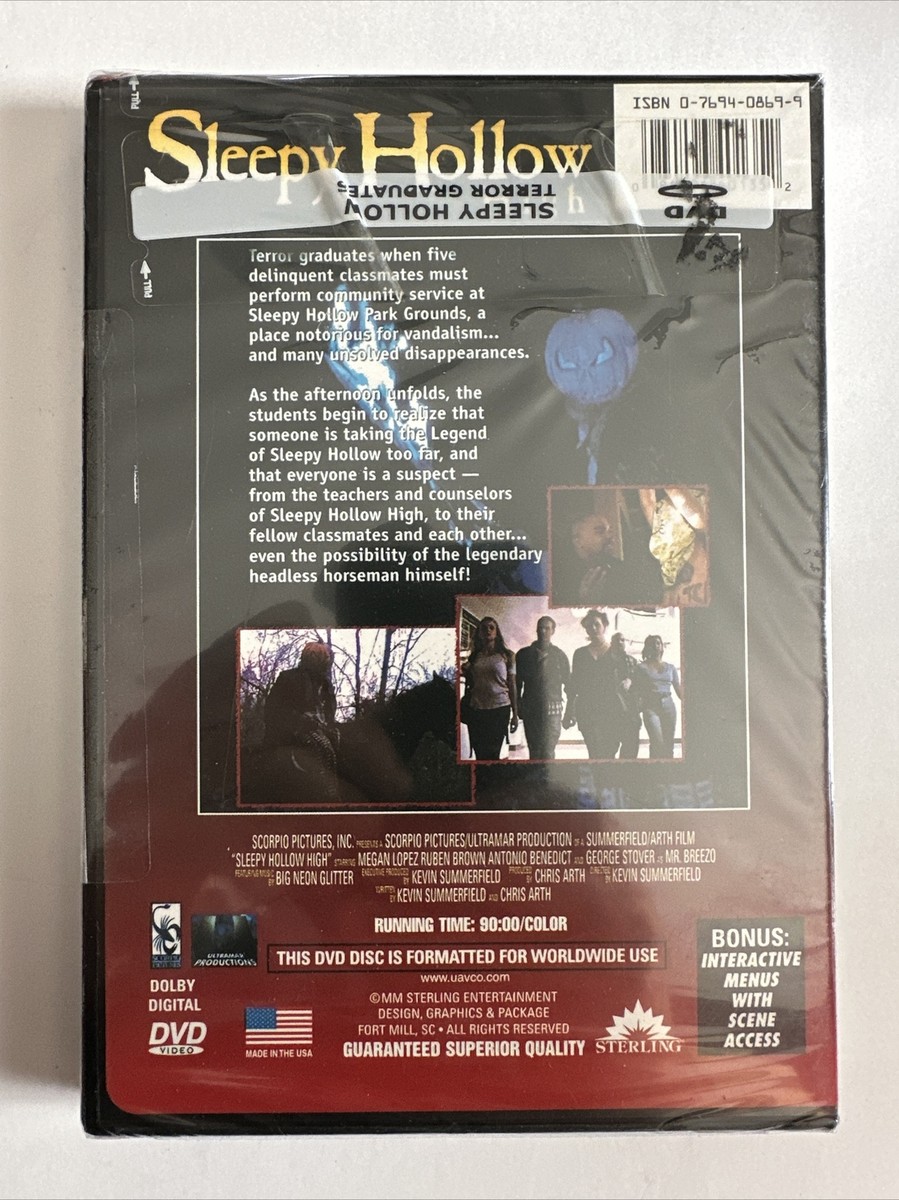 PULL
ISBN 0-7694-0869-9
Sleepy Hollow
SLEEPY HOLLOW
TERROR GRADUATES
DVD
2
PULL
Terror graduates when five
delinquent classmates must
perform community service at
Sleepy Hollow Park Grounds, a
place notorious for vandalism...
and many unsolved disappearances.
As the afternoon unfolds, the
students begin to realize that
someone is taking the Legend
of Sleepy Hollow too far, and
that everyone is a suspect —
from the teachers and counselors
of Sleepy Hollow High, to their
fellow classmates and each other...
even the possibility of the legendary
headless horseman himself!
SCORPIO PICTURES, INC. PRESENTS A SCORPIO PICTURES/ULTRAMAR PRODUCTION OF A SUMMERFIELD/ARTH FILM
"SLEEPY HOLLOW HIGH" STARRING MEGAN LOPEZ RUBEN BROWN ANTONIO BENEDICT AND GEORGE STOVER AS MR. BREEZO
FEATURING MUSIC BY BIG NEON GLITTER EXECUTIVE PRODUCED BY KEVIN SUMMERFIELD PRODUCED BY CHRIS ARTH DIRECTED BY KEVIN SUMMERFIELD
WRITTEN BY KEVIN SUMMERFIELD AND CHRIS ARTH
RUNNING TIME: 90:00/COLOR
ULTRAMAR
PRODUCTIONS
THIS DVD DISC IS FORMATTED FOR WORLDWIDE USE
www.uavco.com
DOLBY
DIGITAL
DVD
VIDEO
MADE IN THE USA
©MM STERLING ENTERTAINMENT
DESIGN, GRAPHICS & PACKAGE
FORT MILL, SC • ALL RIGHTS RESERVED
GUARANTEED SUPERIOR QUALITY
STERLING
BONUS:
INTERACTIVE
MENUS
WITH
SCENE
ACCESS